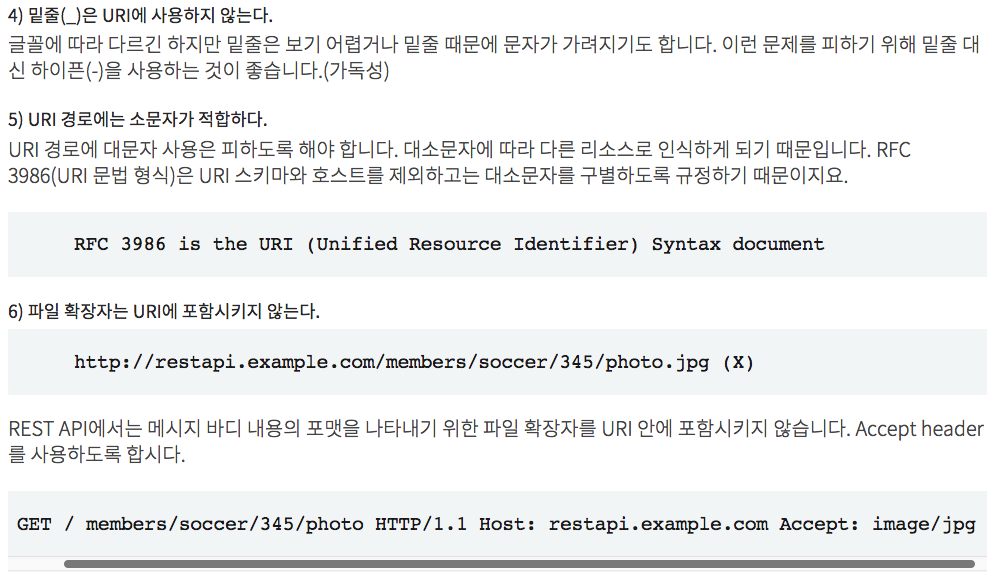 4) 밑줄(_)은 URI에 사용하지 않는다.
글꼴에 따라 다르긴 하지만 밑줄은 보기 어렵거나 밑줄 때문에 문자가 가려지기도 합니다. 이런 문제를 피하기 위해 밑줄 대
신 하이픈(-)을 사용하는 것이 좋습니다.(가독성)
5) URI 경로에는 소문자가 적합하다.
URI 경로에 대문자 사용은 피하도록 해야 합니다. 대소문자에 따라 다른 리소스로 인식하게 되기 때문입니다. RFC
3986(URI 문법 형식)은 URI 스키마와 호스트를 제외하고는 대소문자를 구별하도록 규정하기 때문이지요.
RFC 3986 is the URI (Unified Resource Identifier) Syntax document
6) 파일 확장자는 URI에 포함시키지 않는다.
http://restapi.example.com/members/soccer/345/photo.jpg (X)
REST API에서는 메시지 바디 내용의 포맷을 나타내기 위한 파일 확장자를 URI 안에 포함시키지 않습니다. Accept header
를 사용하도록 합시다.
GET / members/soccer/345/photo HTTP/1.1 Host: restapi.example.com Accept: image/jpg